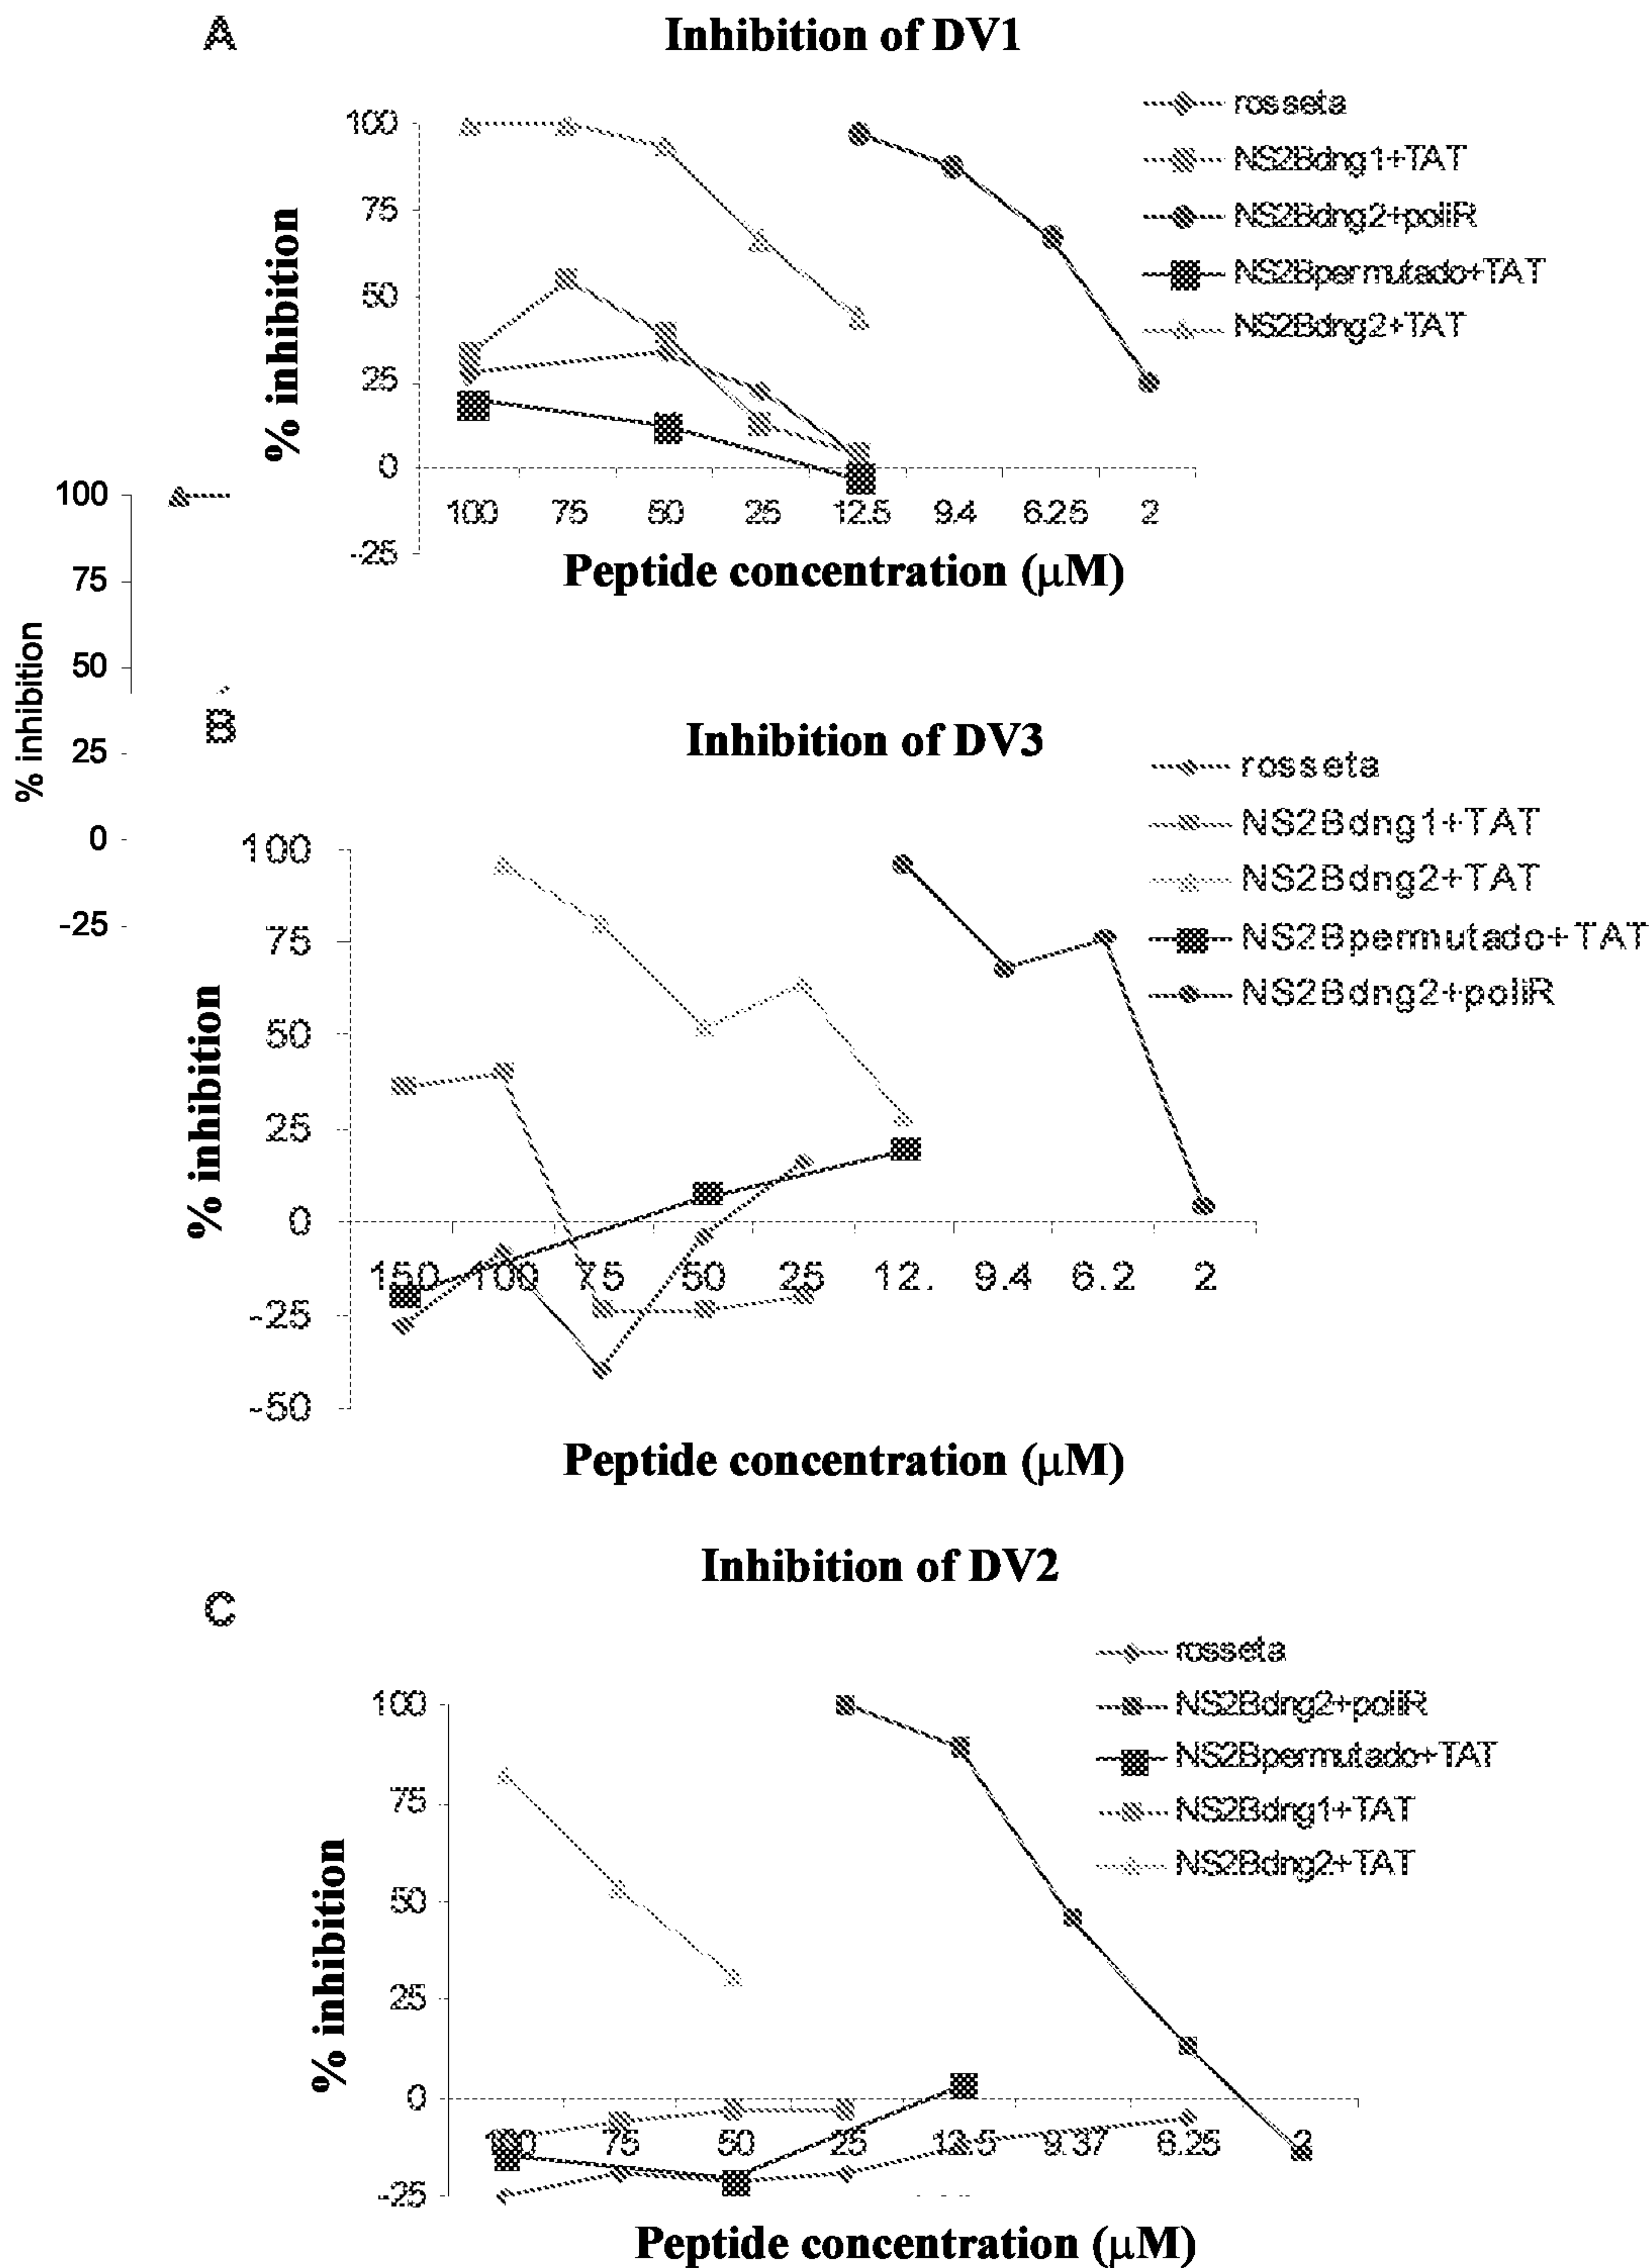 A
Inhibition of DV1
rosseta
NS2Bdng1+TAT
NS2Bdng2+poliR
NS2Bpermutado+TAT
NS2Bdng2+TAT
100
75
50
25
0
-25
% inhibition
100 75 50 25 12.5 9.4 6.25 2
Peptide concentration (μM)
100
75
50
25
0
-25
% inhibition
B
Inhibition of DV3
rosseta
NS2Bdng1+TAT
NS2Bdng2+TAT
NS2Bpermutado+TAT
NS2Bdng2+poliR
100
75
50
25
0
-25
-50
% inhibition
150 100 75 50 25 12. 9.4 6.2 2
Peptide concentration (μM)
Inhibition of DV2
C
rosseta
NS2Bdng2+poliR
NS2Bpermutado+TAT
NS2Bdng1+TAT
NS2Bdng2+TAT
100
75
50
25
0
-25
% inhibition
100 75 50 25 12.5 9.37 6.25 2
Peptide concentration (μM)